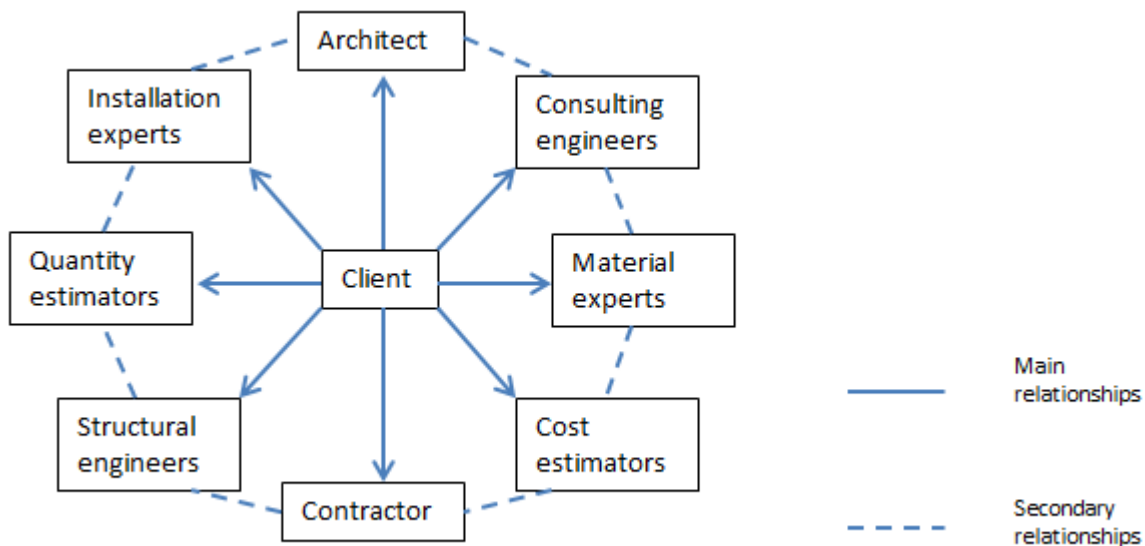 Architect
Installation
experts
Consulting
engineers
Quantity
estimators
Client
Material
experts
Structural
engineers
Cost
estimators
Contractor
Main
relationships
Secondary
relationships